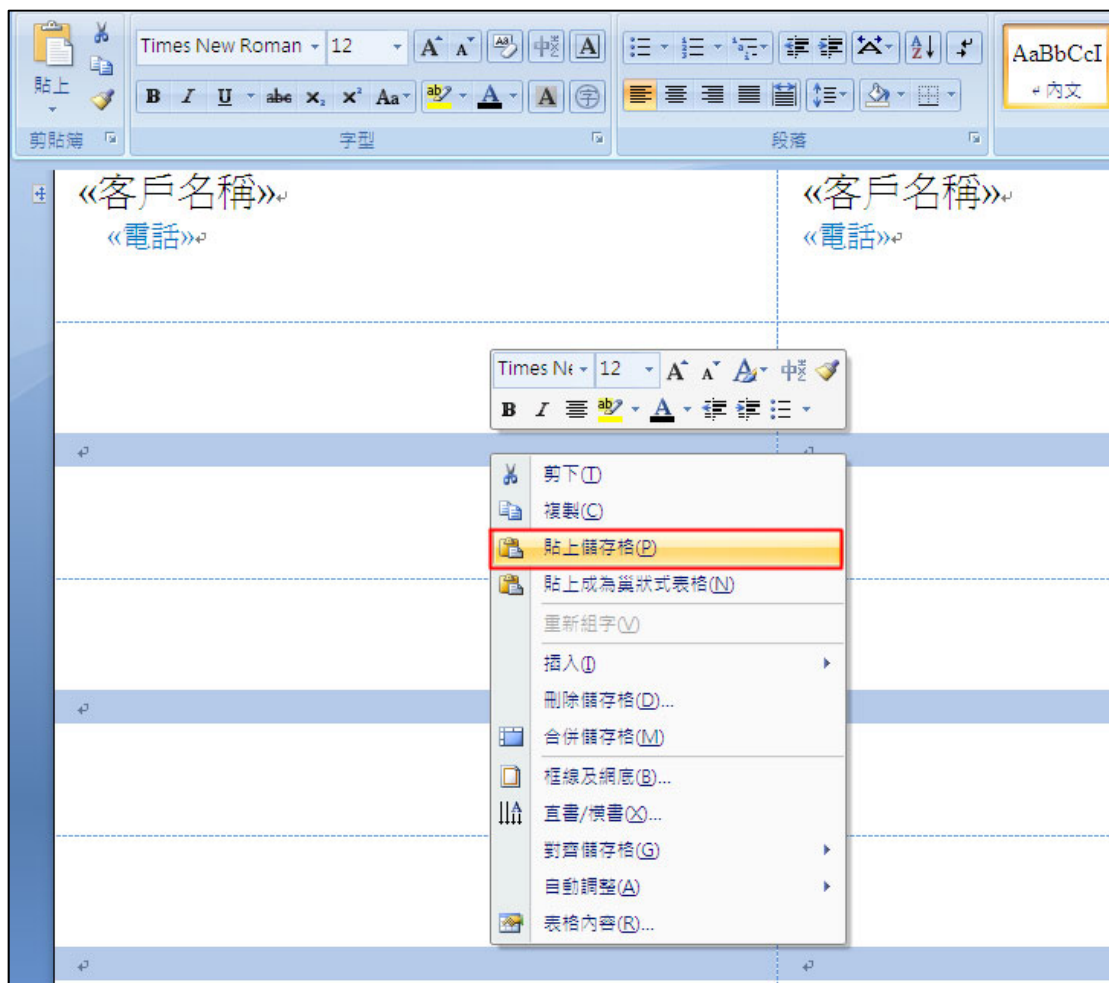 Times New Roman 12
AaBbCcI
貼上
B I U abc x₂ x² Aa
內文
剪貼簿 字型 段落
«客戶名稱» «客戶名稱»
«電話» «電話»
Times Ne 12
B I
剪下(T)
複製(C)
貼上儲存格(P)
貼上成為巢狀式表格(N)
重新組字(V)
插入(I)
刪除儲存格(D)...
合併儲存格(M)
框線及網底(B)...
直書/橫書(X)...
對齊儲存格(G)
自動調整(A)
表格內容(R)...